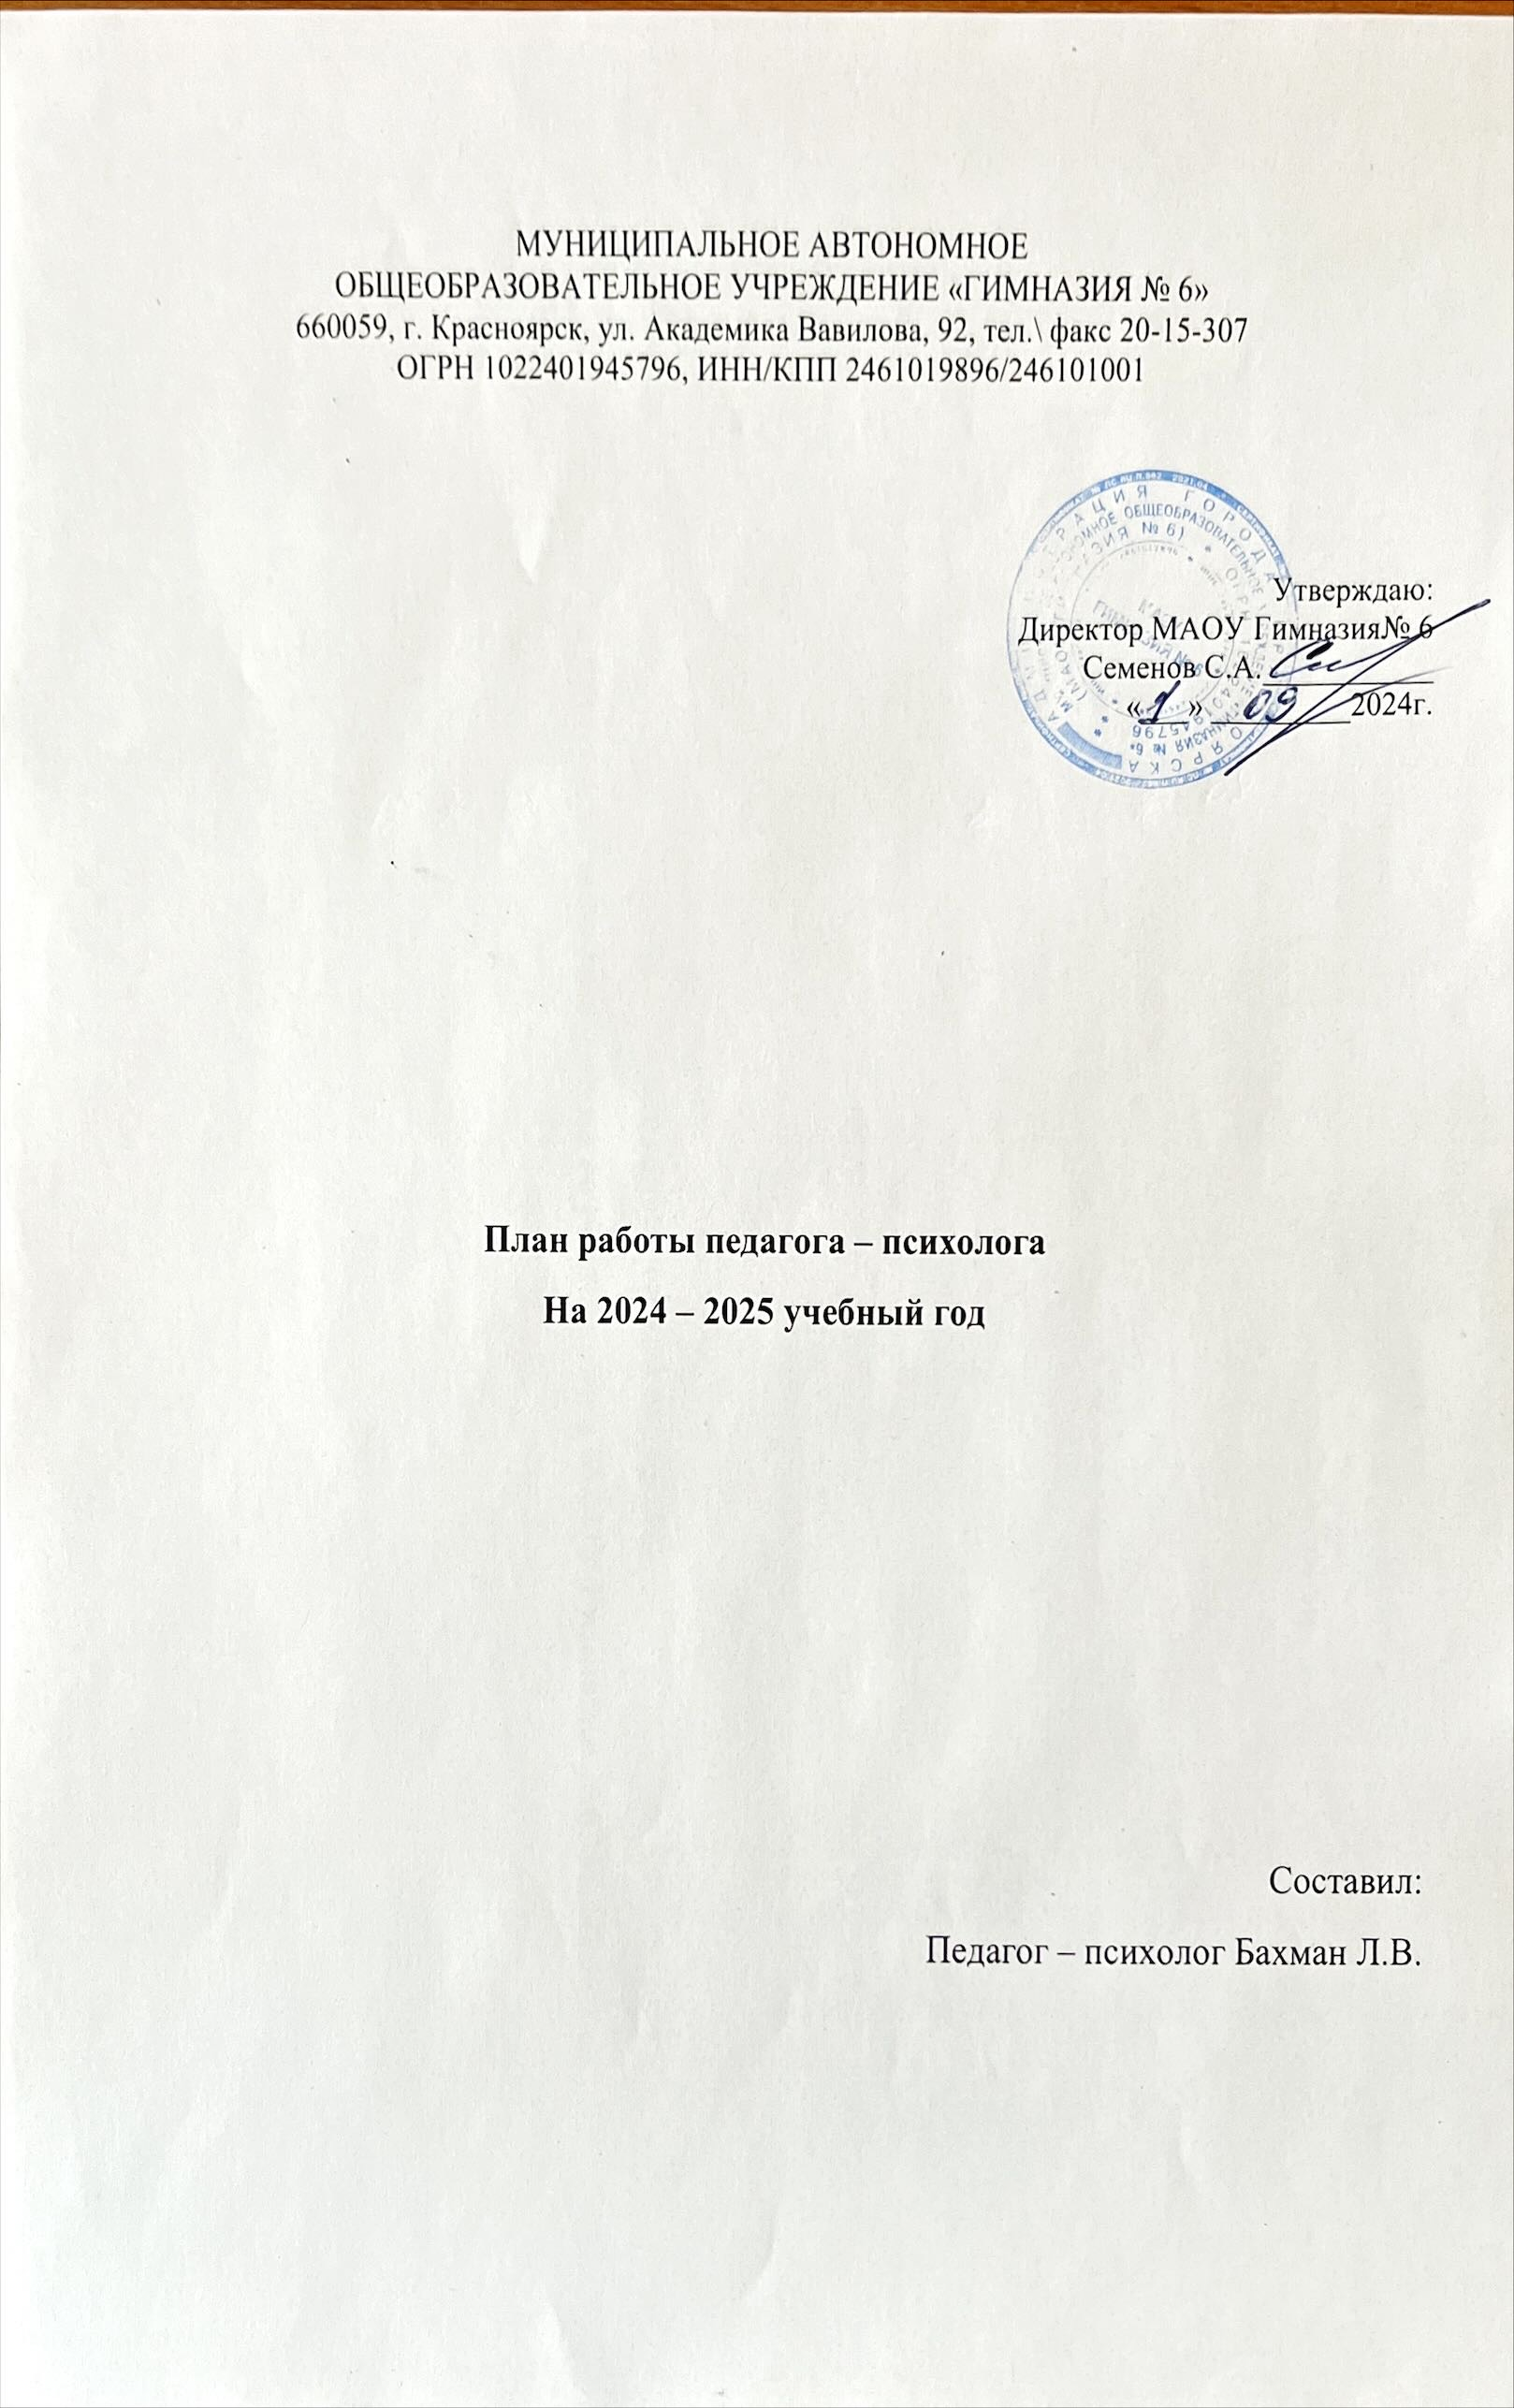 МУНИЦИПАЛЬНОЕ АВТОНОМНОЕ
ОБЩЕОБРАЗОВАТЕЛЬНОЕ УЧРЕЖДЕНИЕ «ГИМНАЗИЯ № 6»
660059, г. Красноярск, ул. Академика Вавилова, 92, тел.\ факс 20-15-307
ОГРН 1022401945796, ИНН/КПП 2461019896/246101001
Утверждаю:
Директор МАОУ Гимназия№ 6
Семенов С.А.
«1» 09 2024г.
План работы педагога – психолога
На 2024 – 2025 учебный год
Составил:
Педагог – психолог Бахман Л.В.